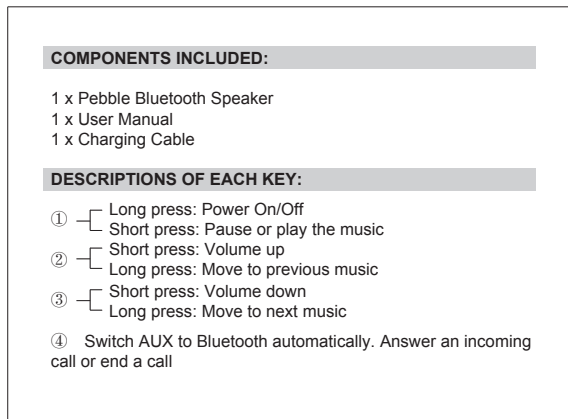 COMPONENTS INCLUDED:
1 x Pebble Bluetooth Speaker
1 x User Manual
1 x Charging Cable
DESCRIPTIONS OF EACH KEY:
① Long press: Power On/Off
Short press: Pause or play the music
② Short press: Volume up
Long press: Move to previous music
③ Short press: Volume down
Long press: Move to next music
④ Switch AUX to Bluetooth automatically. Answer an incoming
call or end a call